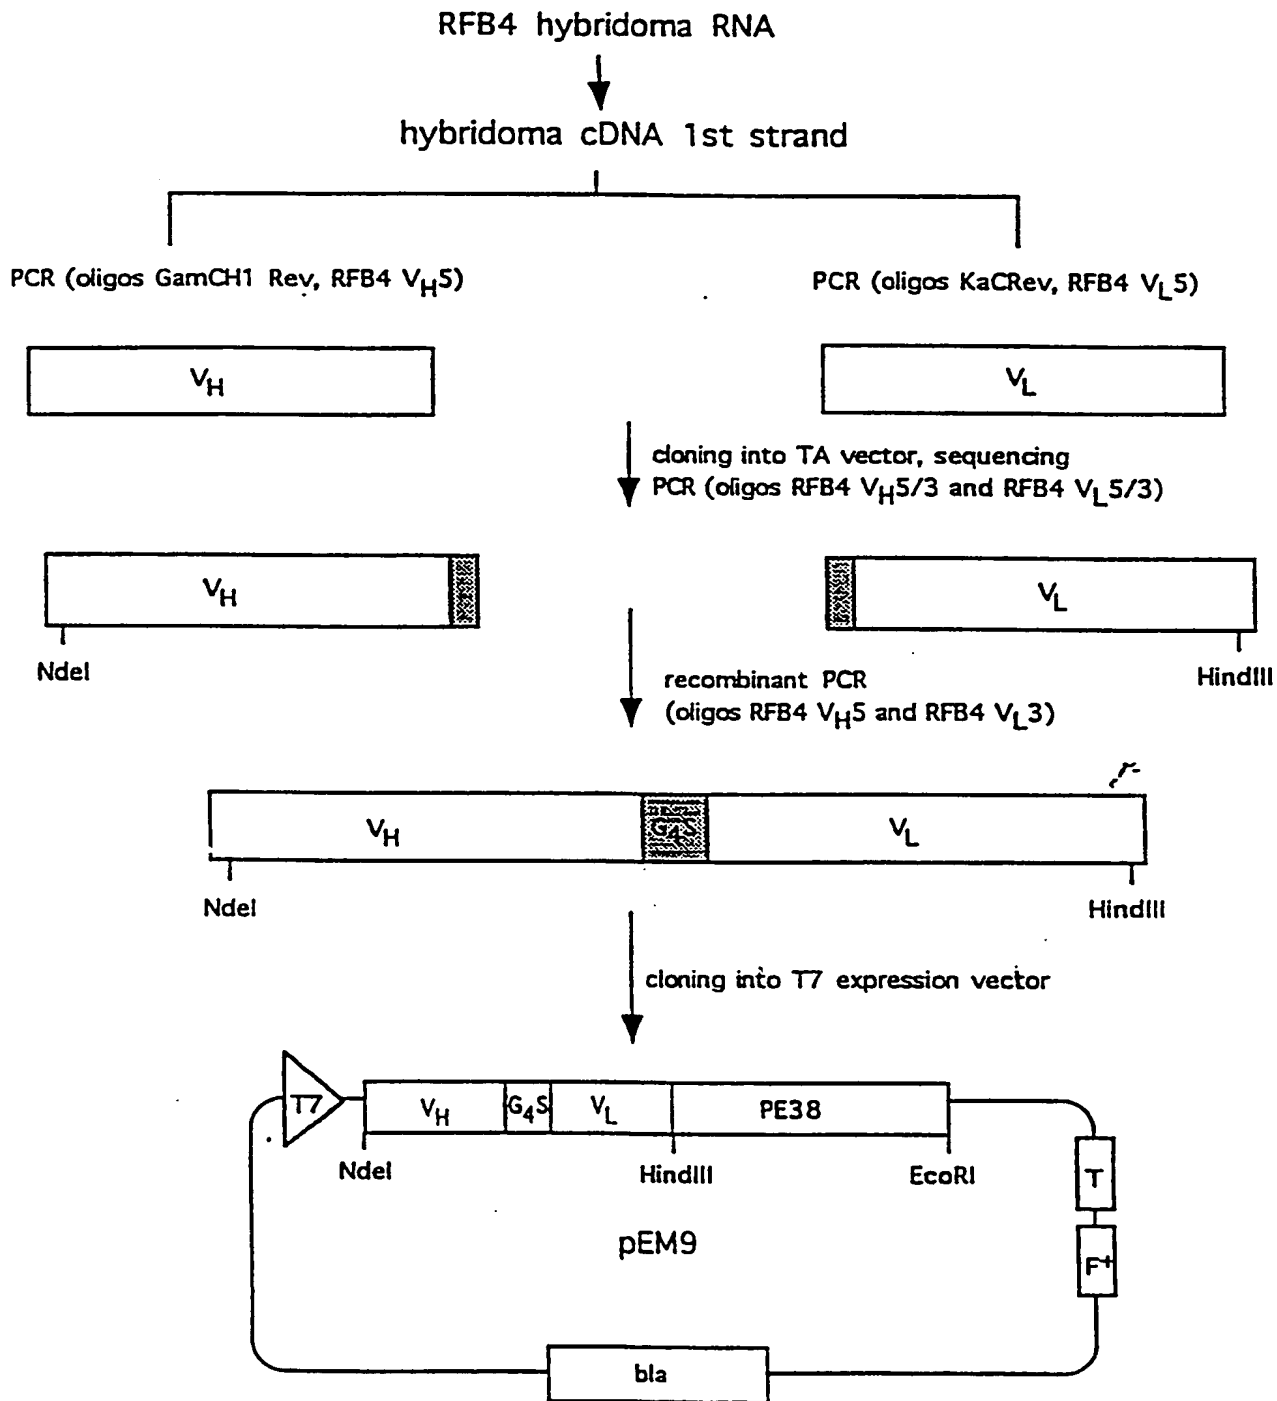 RFB4 hybridoma RNA
hybridoma cDNA 1st strand
PCR (oligos GamCH1 Rev, RFB4 VH5)
PCR (oligos KaCRev, RFB4 VL5)
VH
VL
cloning into TA vector, sequencing
PCR (oligos RFB4 VH5/3 and RFB4 VL5/3)
VH
VL
NdeI
HindIII
recombinant PCR
(oligos RFB4 VH5 and RFB4 VL3)
VH
G4S
VL
NdeI
HindIII
cloning into T7 expression vector
T7
VH
G4S
VL
PE38
NdeI
HindIII
EcoRI
T
pEM9
F+
bla